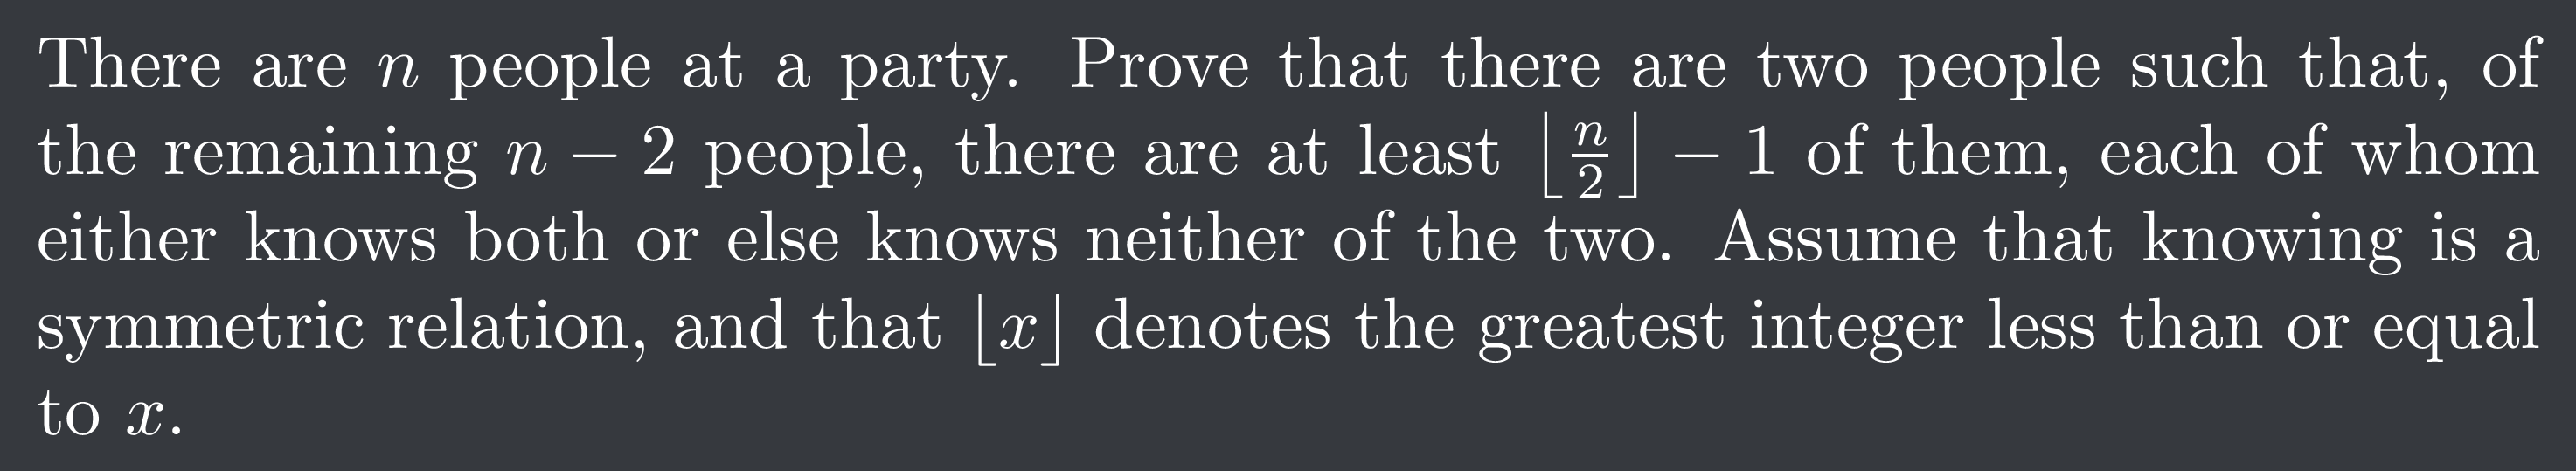 There are n people at a party. Prove that there are two people such that, of
the remaining n − 2 people, there are at least ⌊n/2⌋ − 1 of them, each of whom
either knows both or else knows neither of the two. Assume that knowing is a
symmetric relation, and that ⌊x⌋ denotes the greatest integer less than or equal
to x.